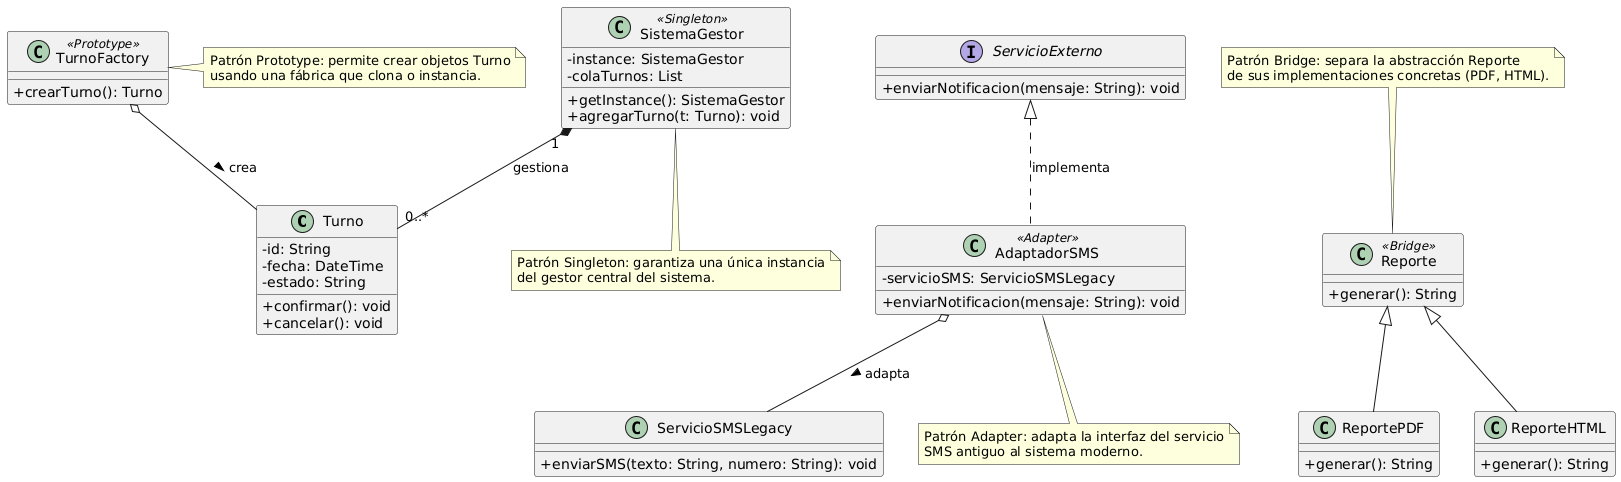 C
«Prototype»
TurnoFactory
+crearTurno(): Turno
Patrón Prototype: permite crear objetos Turno
usando una fábrica que clona o instancia.
C
«Singleton»
SistemaGestor
-instance: SistemaGestor
-colaTurnos: List
+getInstance(): SistemaGestor
+agregarTurno(t: Turno): void
I
ServicioExterno
+enviarNotificacion(mensaje: String): void
Patrón Bridge: separa la abstracción Reporte
de sus implementaciones concretas (PDF, HTML).
crea
1
gestiona
0..*
implementa
C
Turno
-id: String
-fecha: DateTime
-estado: String
+confirmar(): void
+cancelar(): void
Patrón Singleton: garantiza una única instancia
del gestor central del sistema.
C
«Adapter»
AdaptadorSMS
-servicioSMS: ServicioSMSLegacy
+enviarNotificacion(mensaje: String): void
C
«Bridge»
Reporte
+generar(): String
adapta
C
ServicioSMSLegacy
+enviarSMS(texto: String, numero: String): void
Patrón Adapter: adapta la interfaz del servicio
SMS antiguo al sistema moderno.
C
ReportePDF
+generar(): String
C
ReporteHTML
+generar(): String